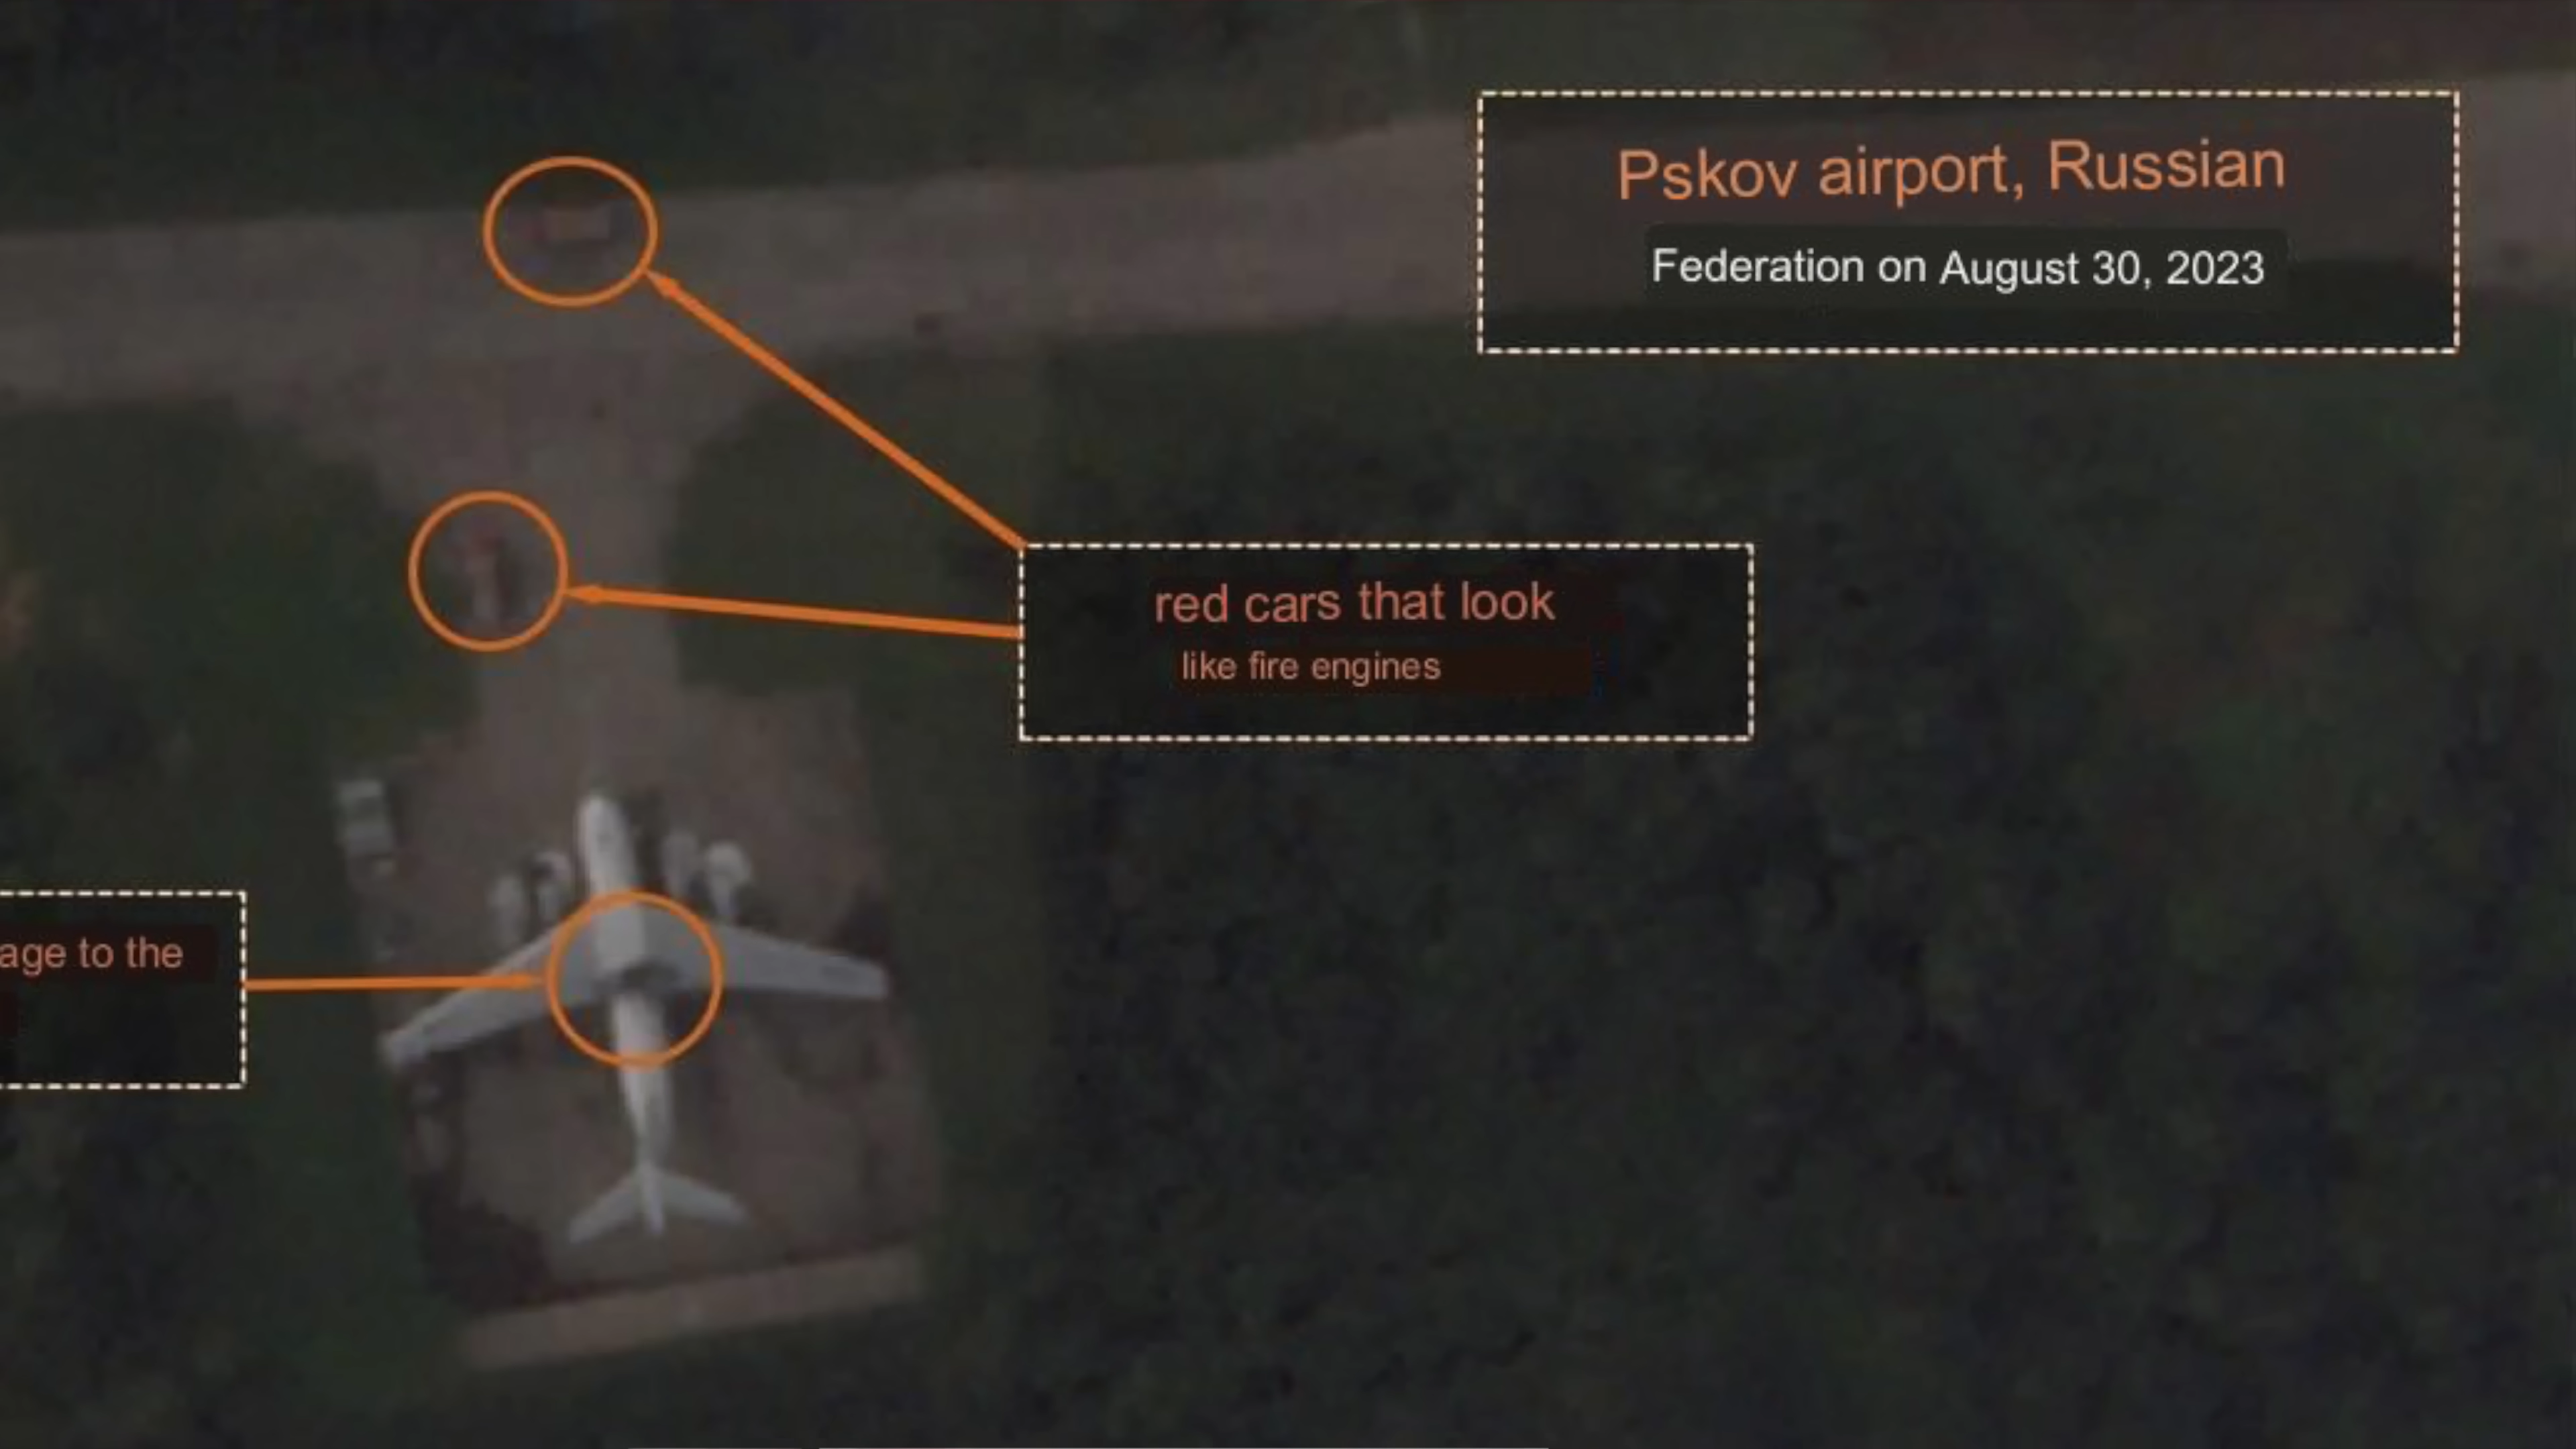 Pskov airport, Russian
Federation on August 30, 2023
red cars that look
like fire engines
age to the